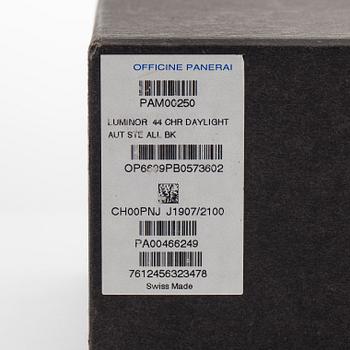 OFFICINE PANERAI
PAM00250
LUMINOR 44 CHR DAYLIGHT
AUT STE ALL BK
OP6639PB0573602
CH00PNJ J1907/2100
PA00466249
7612456323478
Swiss Made